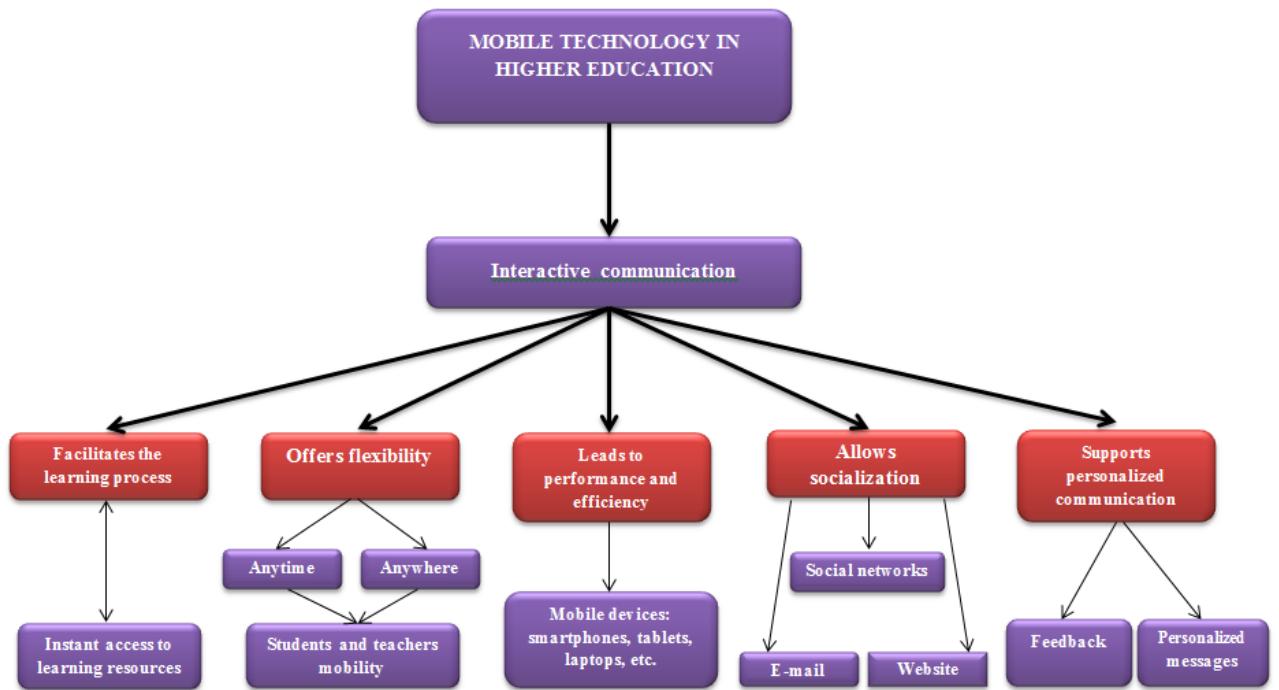 MOBILE TECHNOLOGY IN
HIGHER EDUCATION
Interactive communication
Facilitates the
learning process
Offers flexibility
Leads to
performance and
efficiency
Allows
socialization
Supports
personalized
communication
Anytime
Anywhere
Social networks
Instant access to
learning resources
Students and teachers
mobility
Mobile devices:
smartphones, tablets,
laptops, etc.
E-mail
Website
Feedback
Personalized
messages